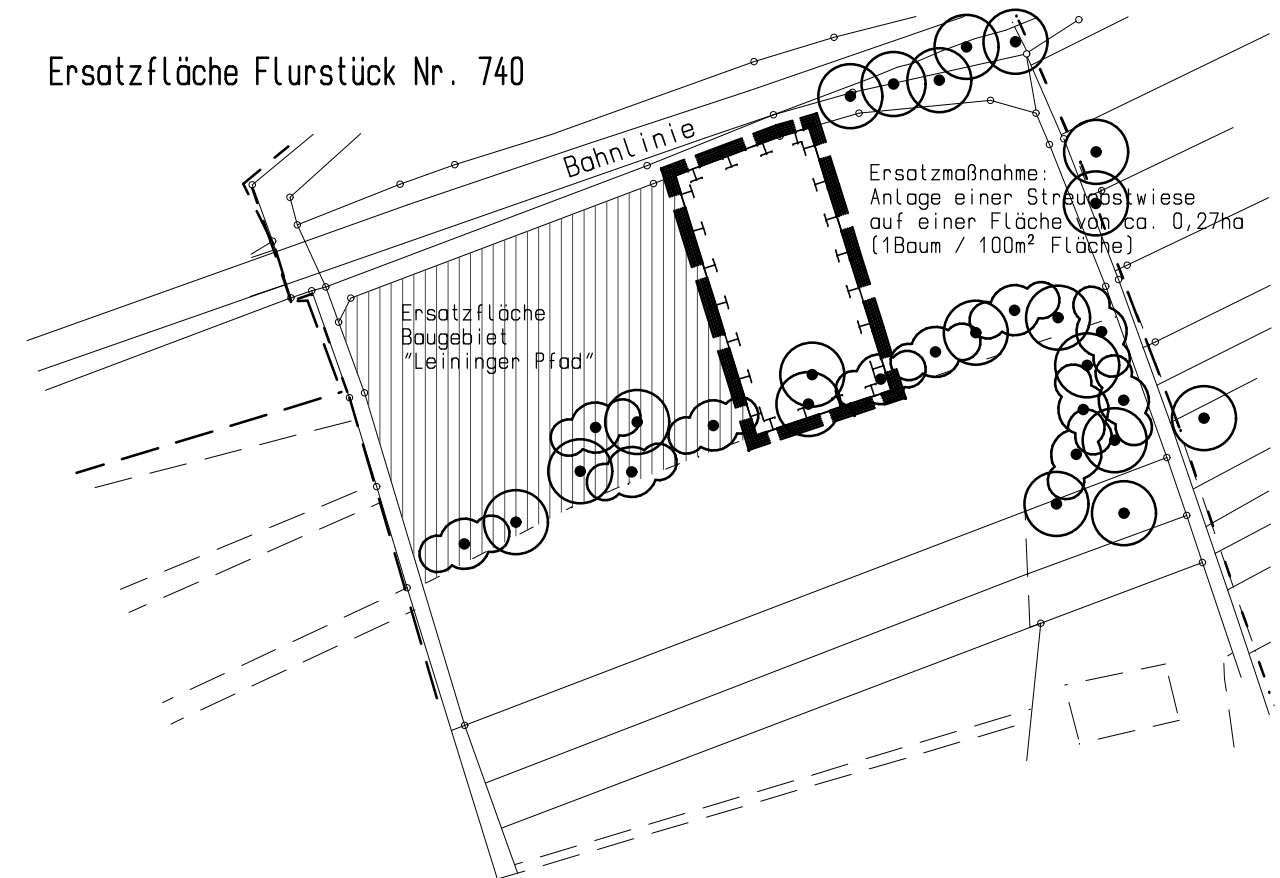 Ersatzfläche Flurstück Nr. 740
Bahnlinie
Ersatzmaßnahme:
Anlage einer Streuobstwiese
auf einer Fläche von ca. 0,27ha
(1Baum / 100m² Fläche)
Ersatzfläche
Baugebiet
"Leininger Pfad"